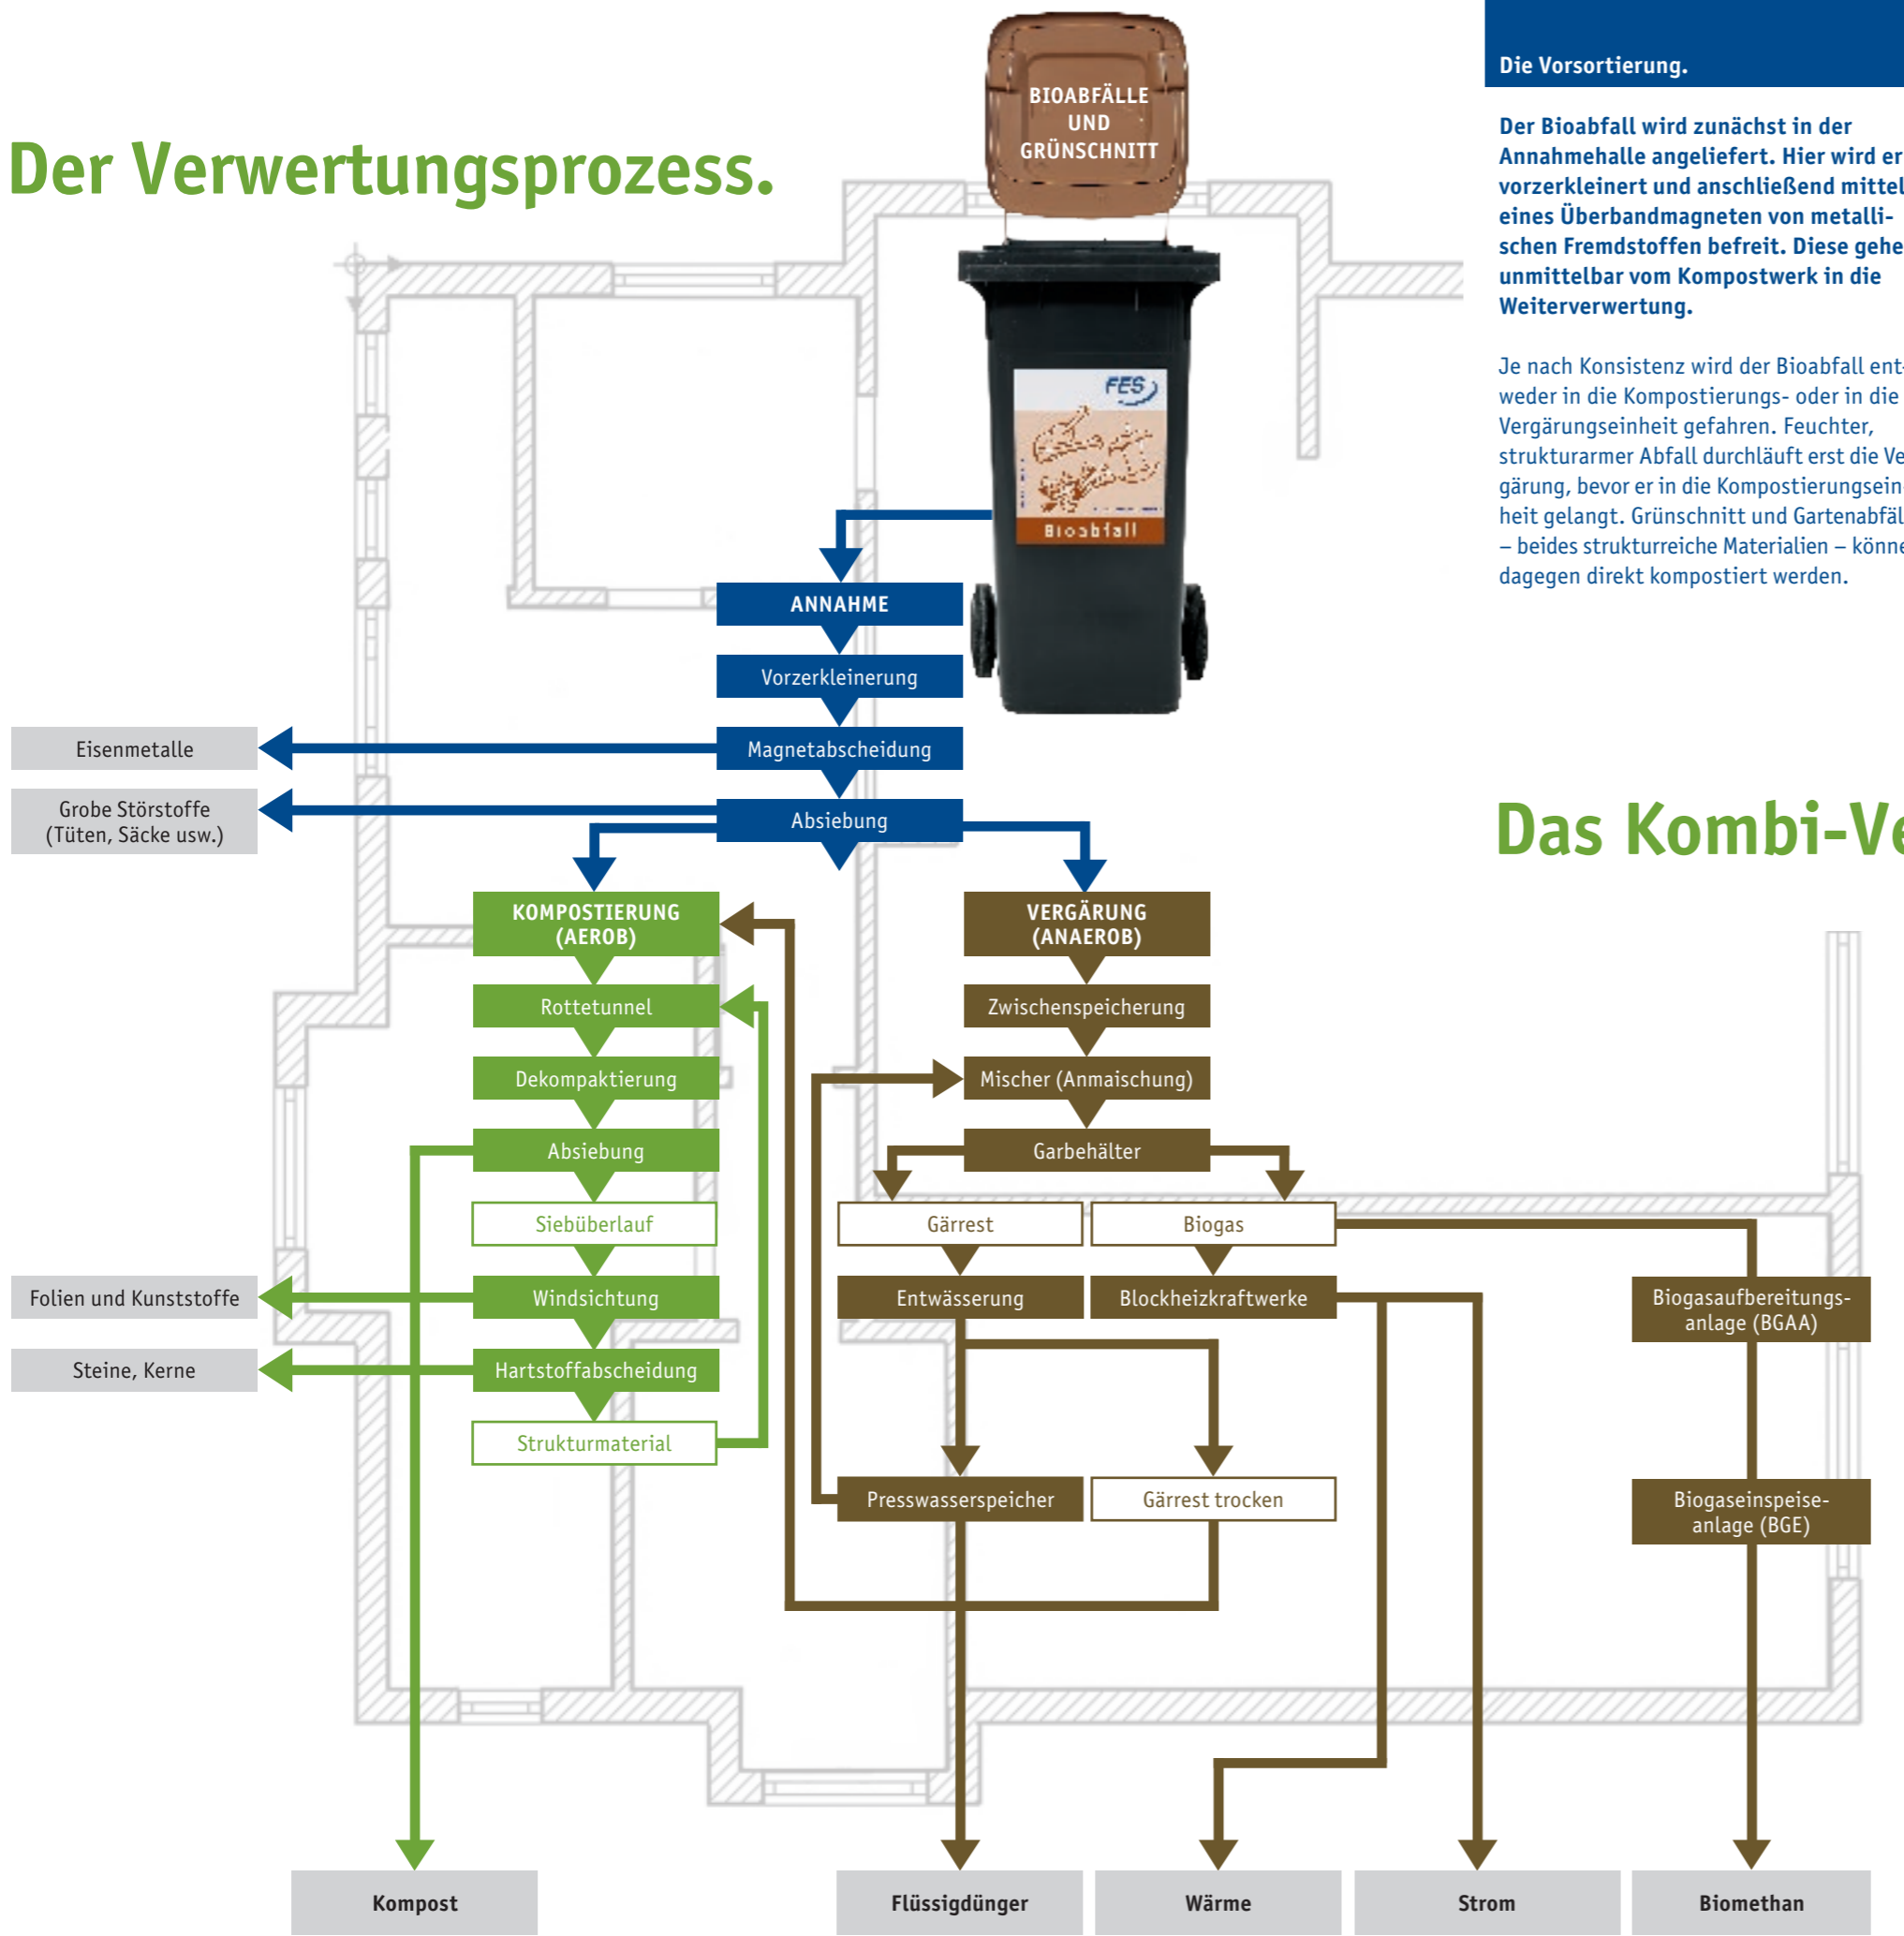 Der Verwertungsprozess.
BIOABFÄLLE
UND
GRÜNSCHNITT
FES
Bioabfall
Die Vorsortierung.
Der Bioabfall wird zunächst in der
Annahmehalle angeliefert. Hier wird er
vorzerkleinert und anschließend mittel
eines Überbandmagneten von metalli-
schen Fremdstoffen befreit. Diese gehe
unmittelbar vom Kompostwerk in die
Weiterverwertung.
Je nach Konsistenz wird der Bioabfall ent-
weder in die Kompostierungs- oder in die
Vergärungseinheit gefahren. Feuchter,
strukturarmer Abfall durchläuft erst die Ve
gärung, bevor er in die Kompostierungsein
heit gelangt. Grünschnitt und Gartenabfäl
– beides strukturreiche Materialien – könne
dagegen direkt kompostiert werden.
Das Kombi-Ve
ANNAHME
Vorzerkleinerung
Magnetabscheidung
Absiebung
Eisenmetalle
Grobe Störstoffe
(Tüten, Säcke usw.)
KOMPOSTIERUNG
(AEROB)
Rottetunnel
Dekompaktierung
Absiebung
Siebüberlauf
Windsichtung
Hartstoffabscheidung
Strukturmaterial
Folien und Kunststoffe
Steine, Kerne
VERGÄRUNG
(ANAEROB)
Zwischenspeicherung
Mischer (Anmaischung)
Garbehälter
Gärrest
Biogas
Entwässerung
Blockheizkraftwerke
Biogasaufbereitungs-
anlage (BGAA)
Presswasserspeicher
Gärrest trocken
Biogaseinspeise-
anlage (BGE)
Kompost
Flüssigdünger
Wärme
Strom
Biomethan